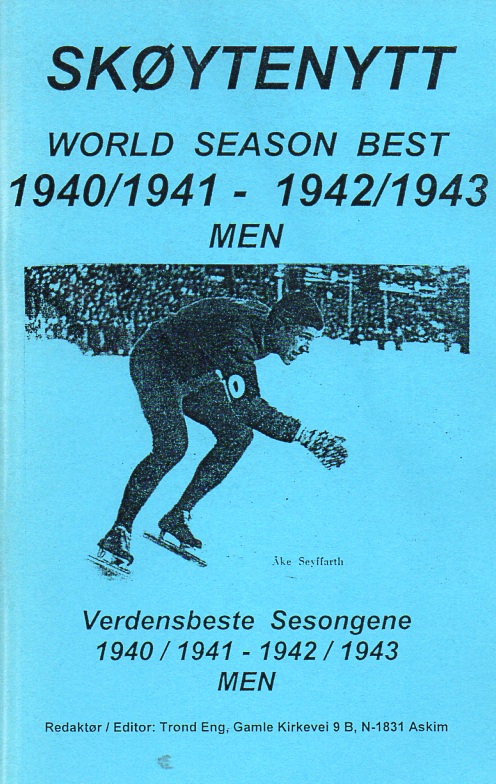 SKØYTENYTT
WORLD SEASON BEST
1940/1941 - 1942/1943
MEN
Åke Seyffarth
Verdensbeste Sesongene
1940 / 1941 - 1942 / 1943
MEN
Redaktør / Editor: Trond Eng, Gamle Kirkevei 9 B, N-1831 Askim